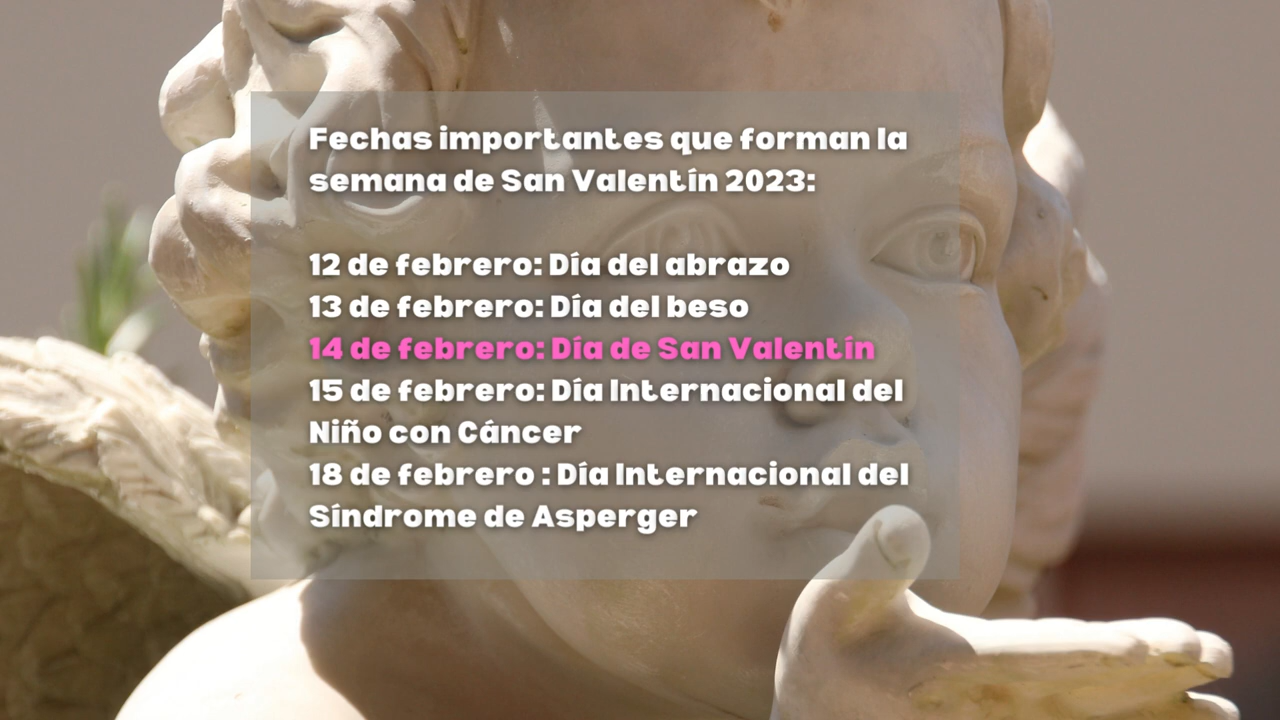 Fechas importantes que forman la
semana de San Valentín 2023:
12 de febrero: Día del abrazo
13 de febrero: Día del beso
14 de febrero: Día de San Valentín
15 de febrero: Día Internacional del
Niño con Cáncer
18 de febrero : Día Internacional del
Síndrome de Asperger